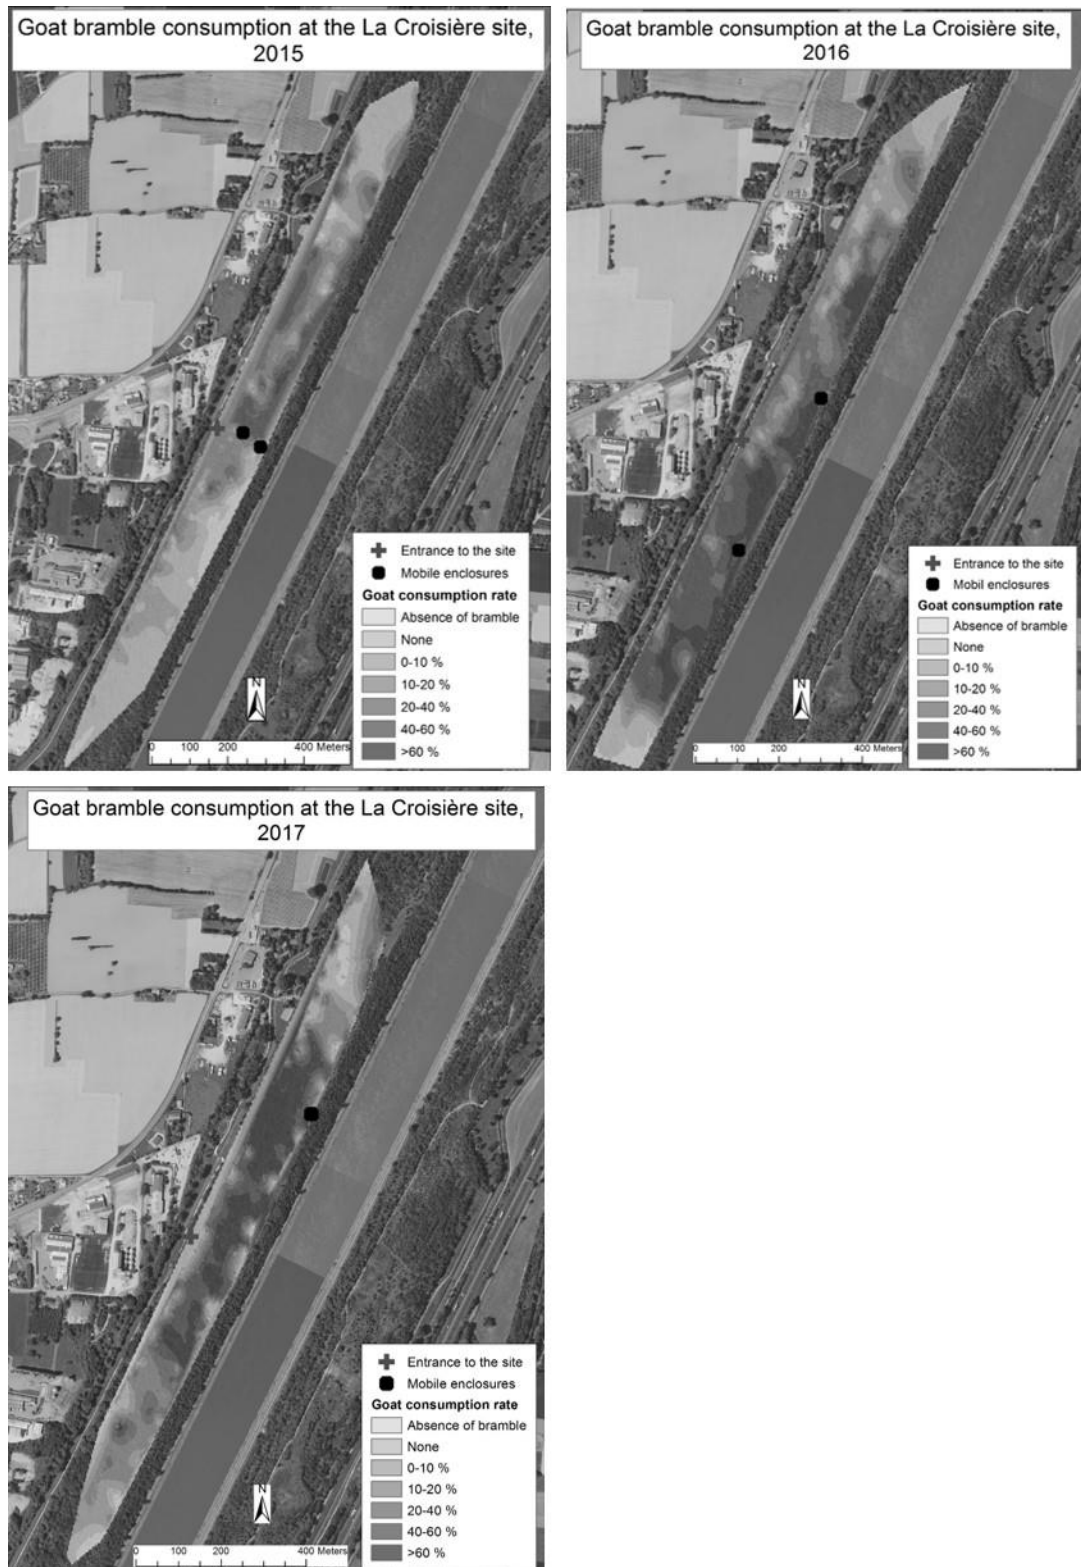 Goat bramble consumption at the La Croisière site,
2015
N
Entrance to the site
Mobile enclosures
Goat consumption rate
Absence of bramble
None
0-10 %
10-20 %
20-40 %
40-60 %
>60 %
0 100 200 400 Meters
Goat bramble consumption at the La Croisière site,
2016
N
Entrance to the site
Mobil enclosures
Goat consumption rate
Absence of bramble
None
0-10 %
10-20 %
20-40 %
40-60 %
>60 %
0 100 200 400 Meters
Goat bramble consumption at the La Croisière site,
2017
N
Entrance to the site
Mobile enclosures
Goat consumption rate
Absence of bramble
None
0-10 %
10-20 %
20-40 %
40-60 %
>60 %
0 100 200 400 Meters